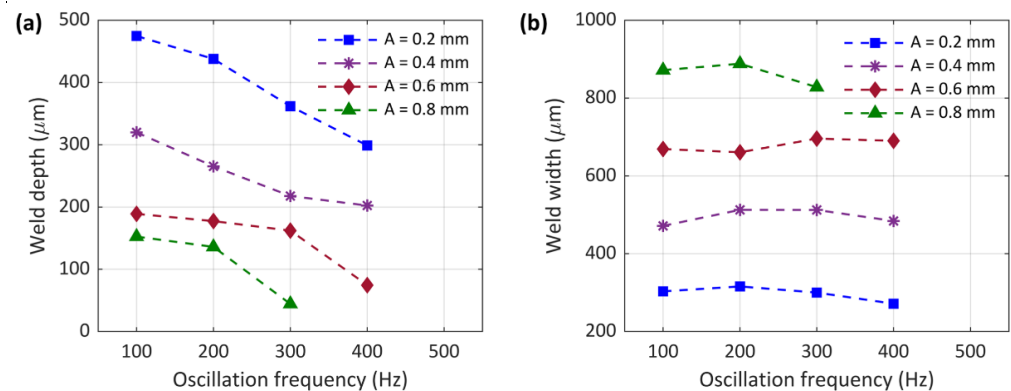 (a)
500
400
300
200
100
0
Weld depth (μm)
A = 0.2 mm
A = 0.4 mm
A = 0.6 mm
A = 0.8 mm
100 200 300 400 500
Oscillation frequency (Hz)
(b)
1000
800
600
400
200
Weld width (μm)
A = 0.2 mm
A = 0.4 mm
A = 0.6 mm
A = 0.8 mm
100 200 300 400 500
Oscillation frequency (Hz)